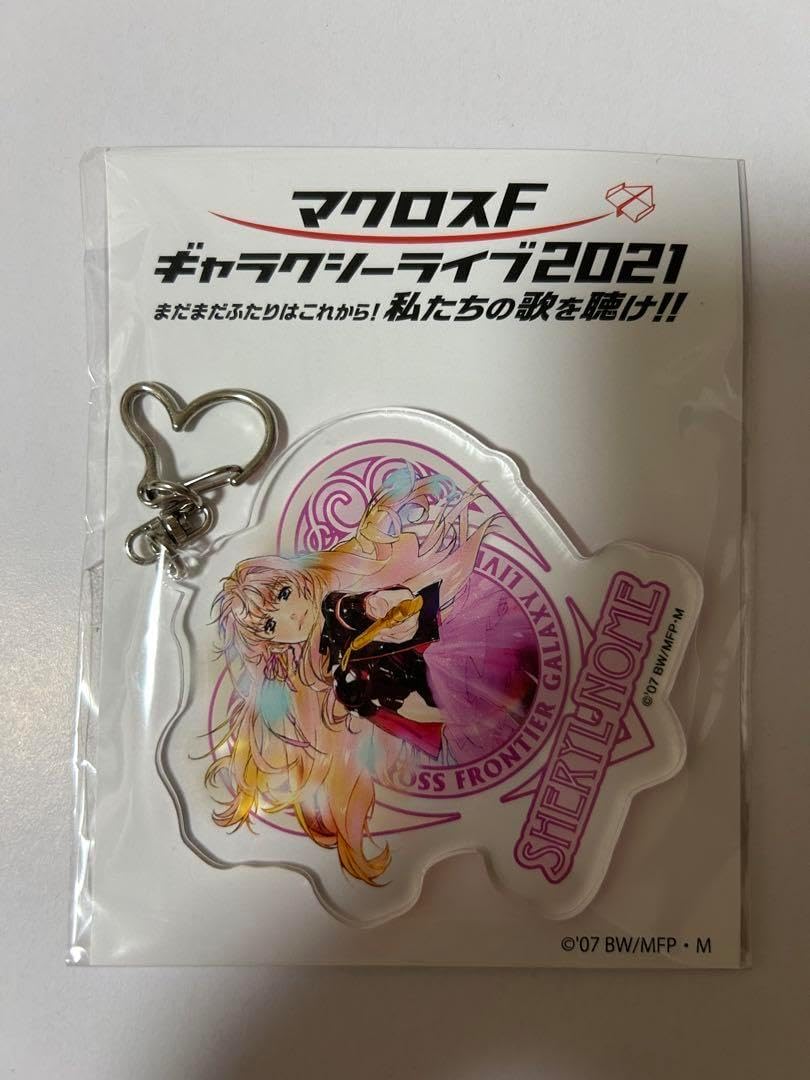 マクロスF
ギャラクシーライブ2021
まだまだふたりはこれから! 私たちの歌を聴け!!
OSS FRONTIER GALAXY LIV
SHERYL NOME
©'07 BW/MFP・M
©'07 BW/MFP・M